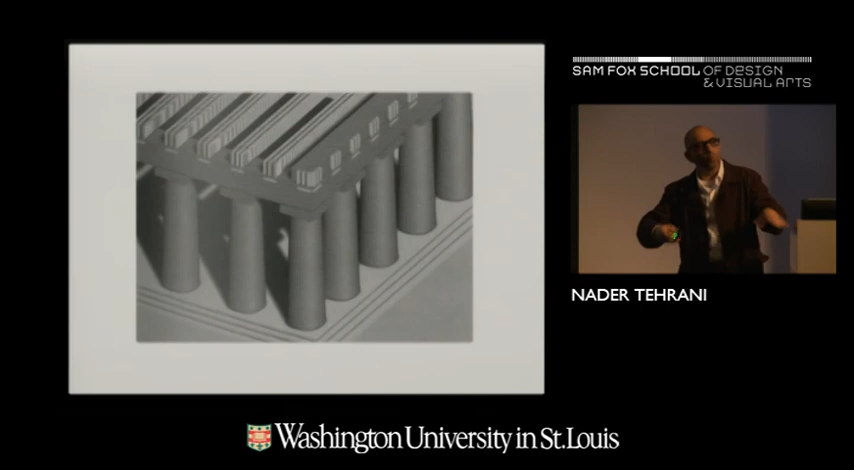 SAM FOX SCHOOL OF DESIGN
& VISUAL ARTS
NADER TEHRANI
Washington University in St. Louis